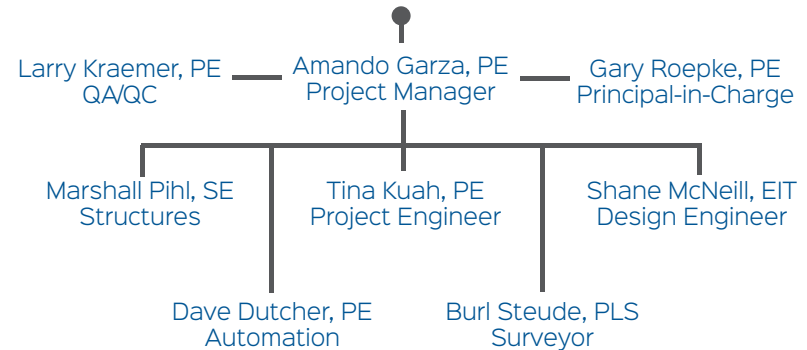 Larry Kraemer, PE
QA/QC
Amando Garza, PE
Project Manager
Gary Roepke, PE
Principal-in-Charge
Marshall Pihl, SE
Structures
Tina Kuah, PE
Project Engineer
Shane McNeill, EIT
Design Engineer
Dave Dutcher, PE
Automation
Burl Steude, PLS
Surveyor